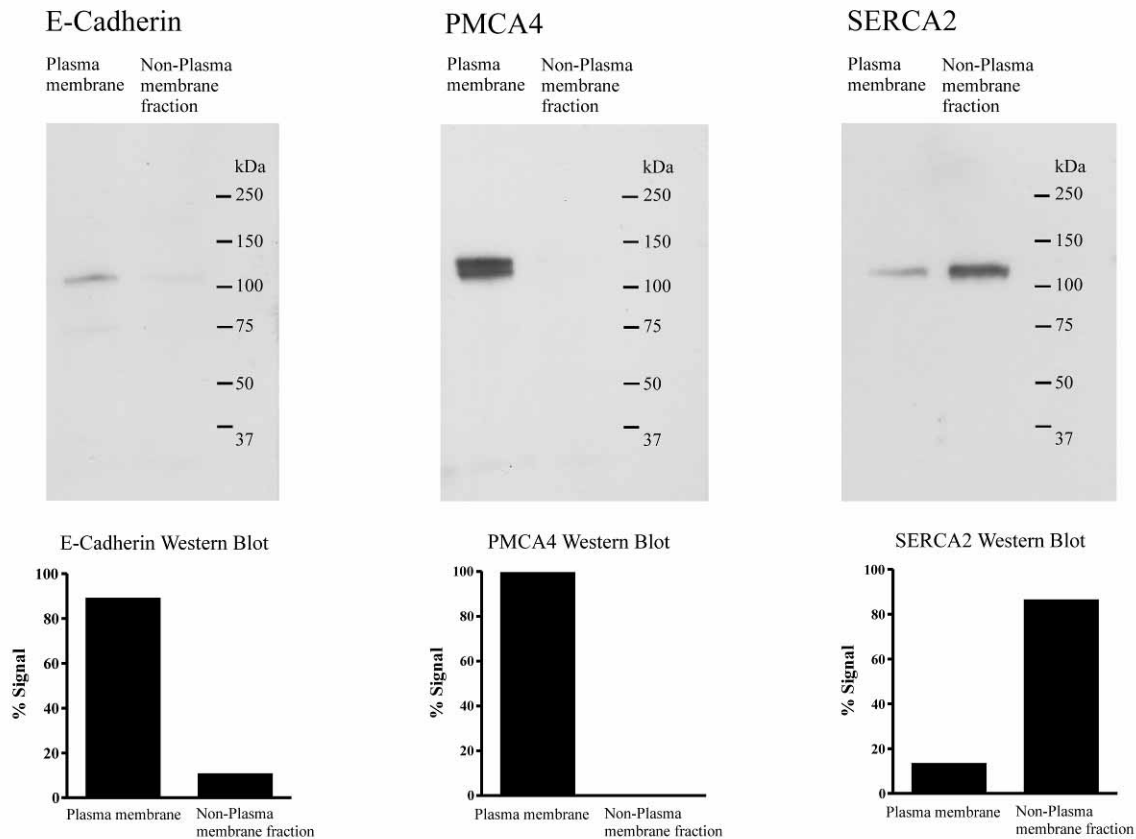 E-Cadherin
Plasma membrane
Non-Plasma membrane fraction
kDa
250
150
100
75
50
37
PMCA4
Plasma membrane
Non-Plasma membrane fraction
kDa
250
150
100
75
50
37
SERCA2
Plasma membrane
Non-Plasma membrane fraction
kDa
250
150
100
75
50
37
E-Cadherin Western Blot
% Signal
100
80
60
40
20
0
Plasma membrane
Non-Plasma
membrane fraction
PMCA4 Western Blot
% Signal
100
80
60
40
20
0
Plasma membrane
Non-Plasma
membrane fraction
SERCA2 Western Blot
% Signal
100
80
60
40
20
0
Plasma membrane
Non-Plasma
membrane fraction